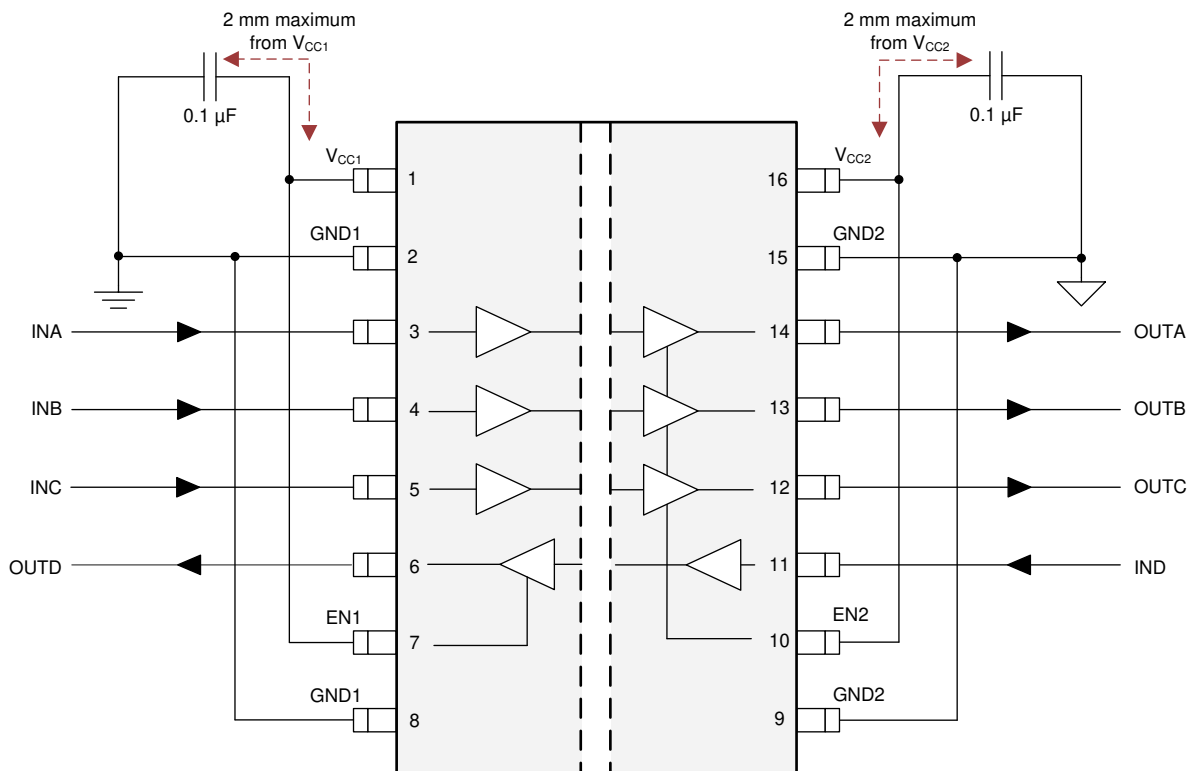 2 mm maximum
from VCC1
2 mm maximum
from VCC2
0.1 µF
0.1 µF
VCC1
1
16
VCC2
GND1
2
15
GND2
INA
3
14
OUTA
INB
4
13
OUTB
INC
5
12
OUTC
OUTD
6
11
IND
EN1
7
10
EN2
GND1
8
9
GND2